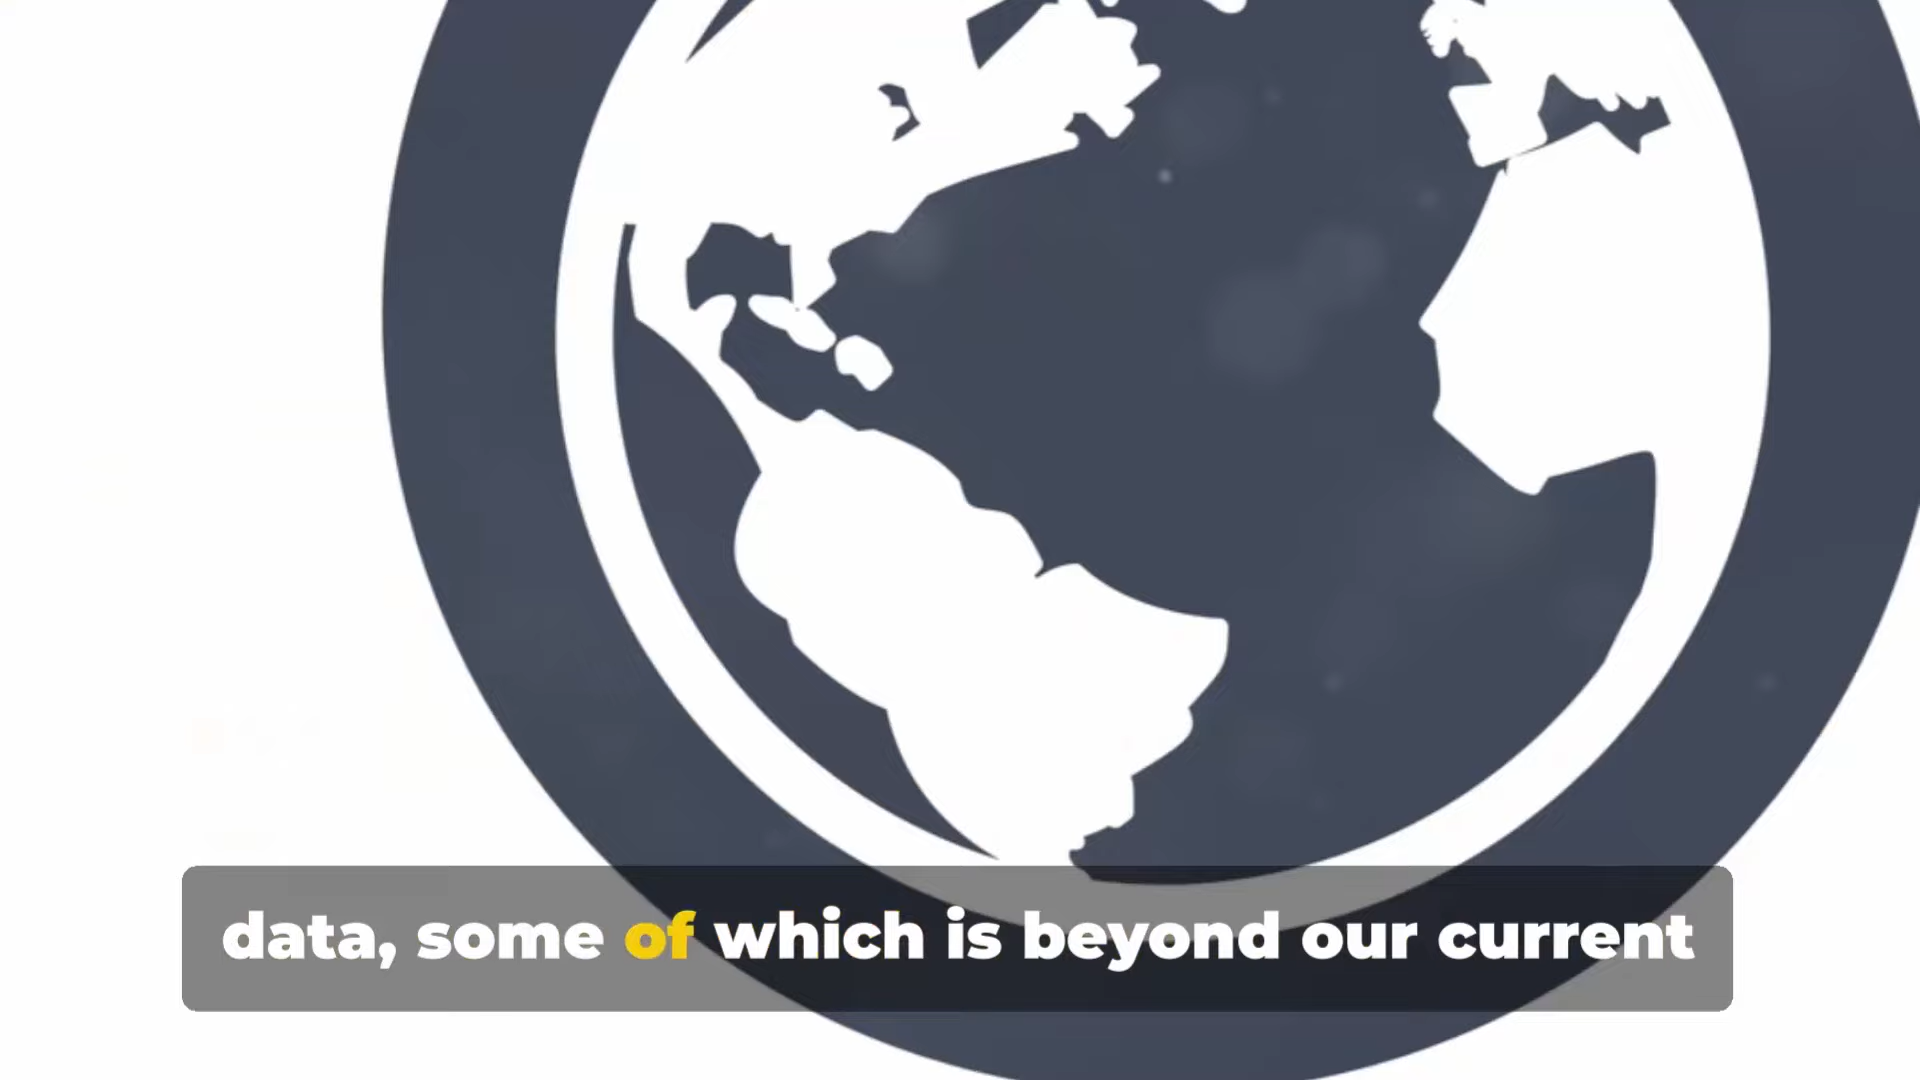 data, some of which is beyond our current